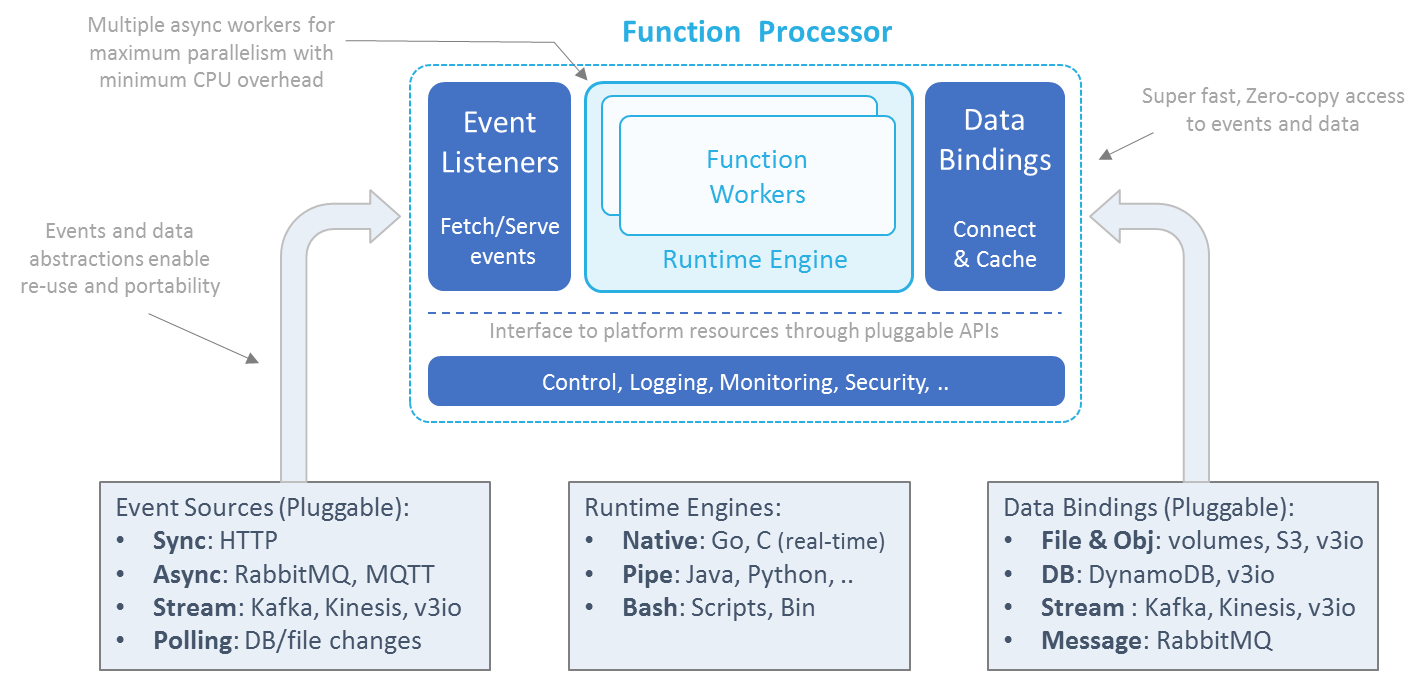 Function Processor
Multiple async workers for
maximum parallelism with
minimum CPU overhead
Event
Listeners
Fetch/Serve
events
Function
Workers
Runtime Engine
Data
Bindings
Connect
& Cache
Super fast, Zero-copy access
to events and data
Events and data
abstractions enable
re-use and portability
Interface to platform resources through pluggable APIs
Control, Logging, Monitoring, Security, ..
Event Sources (Pluggable):
• Sync: HTTP
• Async: RabbitMQ, MQTT
• Stream: Kafka, Kinesis, v3io
• Polling: DB/file changes
Runtime Engines:
• Native: Go, C (real-time)
• Pipe: Java, Python, ..
• Bash: Scripts, Bin
Data Bindings (Pluggable):
• File & Obj: volumes, S3, v3io
• DB: DynamoDB, v3io
• Stream : Kafka, Kinesis, v3io
• Message: RabbitMQ